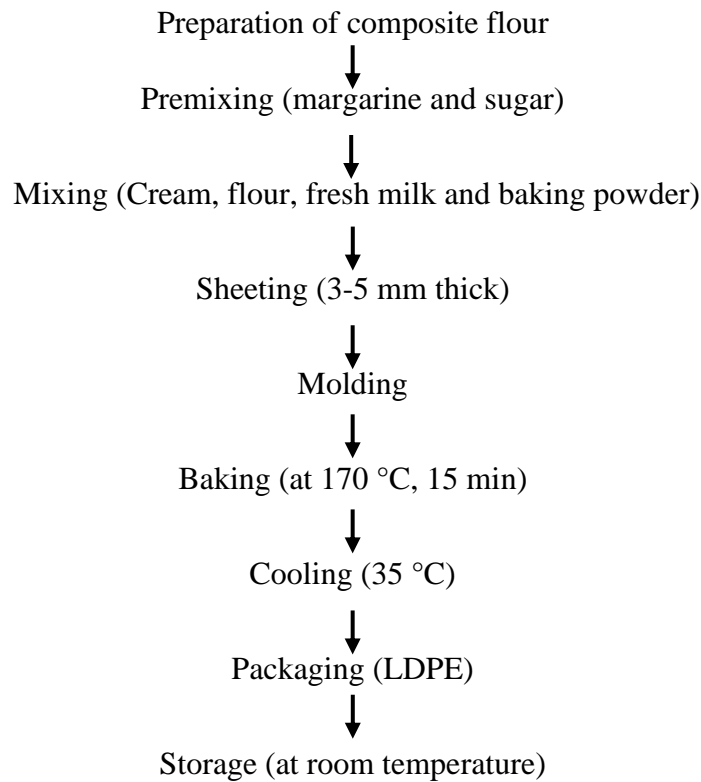 Preparation of composite flour
Premixing (margarine and sugar)
Mixing (Cream, flour, fresh milk and baking powder)
Sheeting (3-5 mm thick)
Molding
Baking (at 170 °C, 15 min)
Cooling (35 °C)
Packaging (LDPE)
Storage (at room temperature)